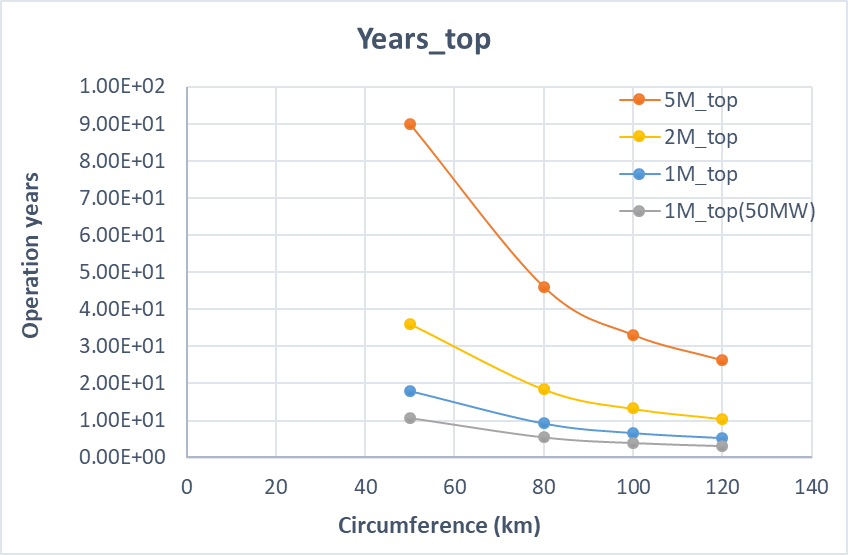 Years_top
1.00E+02
9.00E+01
8.00E+01
7.00E+01
6.00E+01
5.00E+01
4.00E+01
3.00E+01
2.00E+01
1.00E+01
0.00E+00
Operation years
5M_top
2M_top
1M_top
1M_top(50MW)
0 20 40 60 80 100 120 140
Circumference (km)